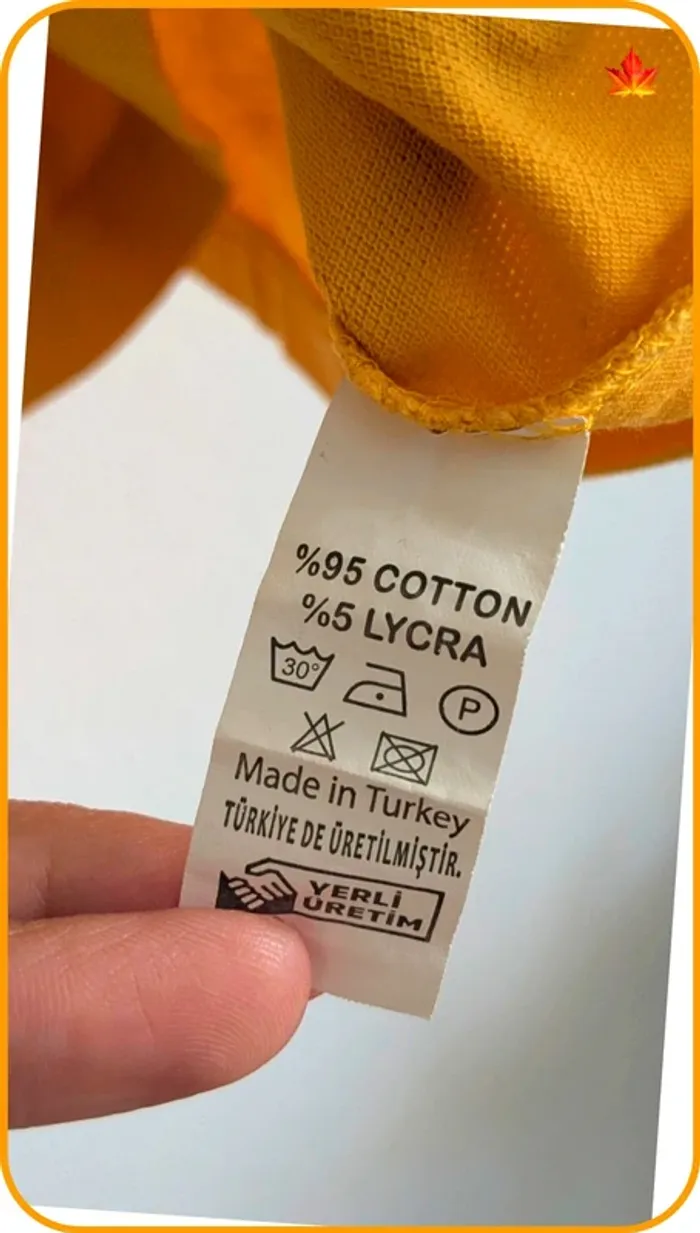 %95 COTTON
%5 LYCRA
30°
P
Made in Turkey
TÜRKİYE DE ÜRETİLMİŞTİR.
YERLİ
ÜRETİM